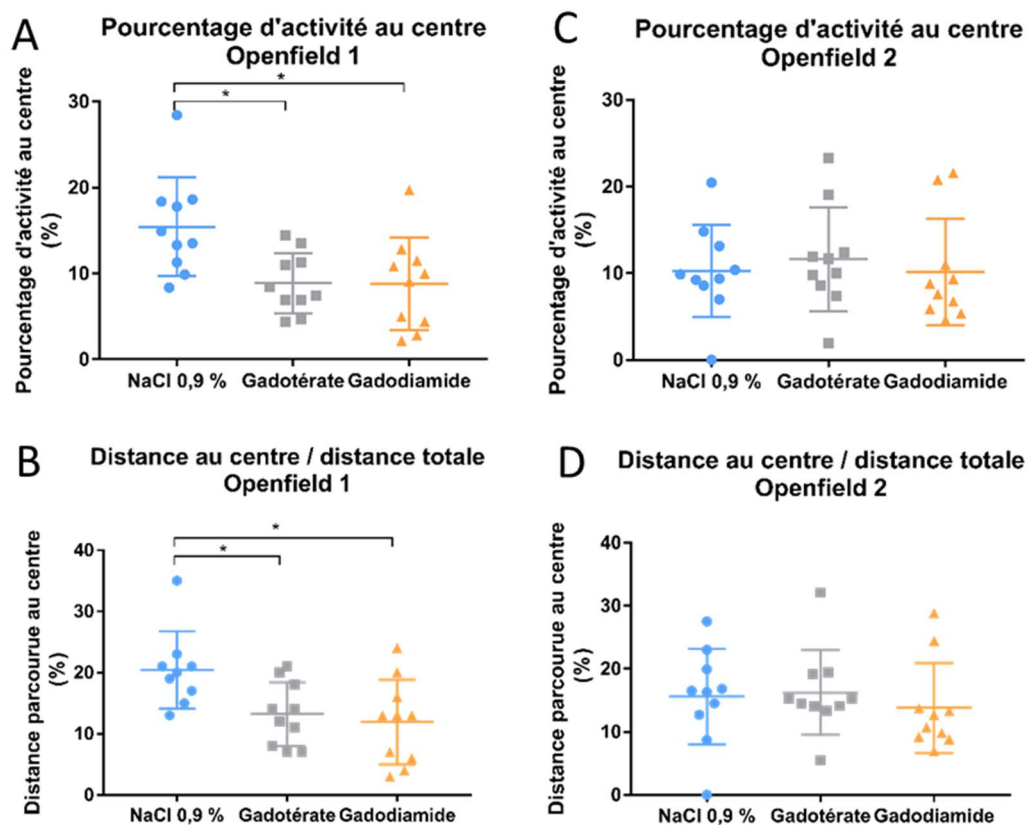 A
Pourcentage d'activité au centre
Openfield 1
*
*
Pourcentage d'activité au centre
(%)
30
20
10
0
NaCl 0,9 %
Gadotérate
Gadodiamide
C
Pourcentage d'activité au centre
Openfield 2
Pourcentage d'activité au centre
(%)
30
20
10
0
NaCl 0,9 %
Gadotérate
Gadodiamide
B
Distance au centre / distance totale
Openfield 1
*
*
Distance parcourue au centre
(%)
40
30
20
10
0
NaCl 0,9 %
Gadotérate
Gadodiamide
D
Distance au centre / distance totale
Openfield 2
Distance parcourue au centre
(%)
40
30
20
10
0
NaCl 0,9 %
Gadotérate
Gadodiamide